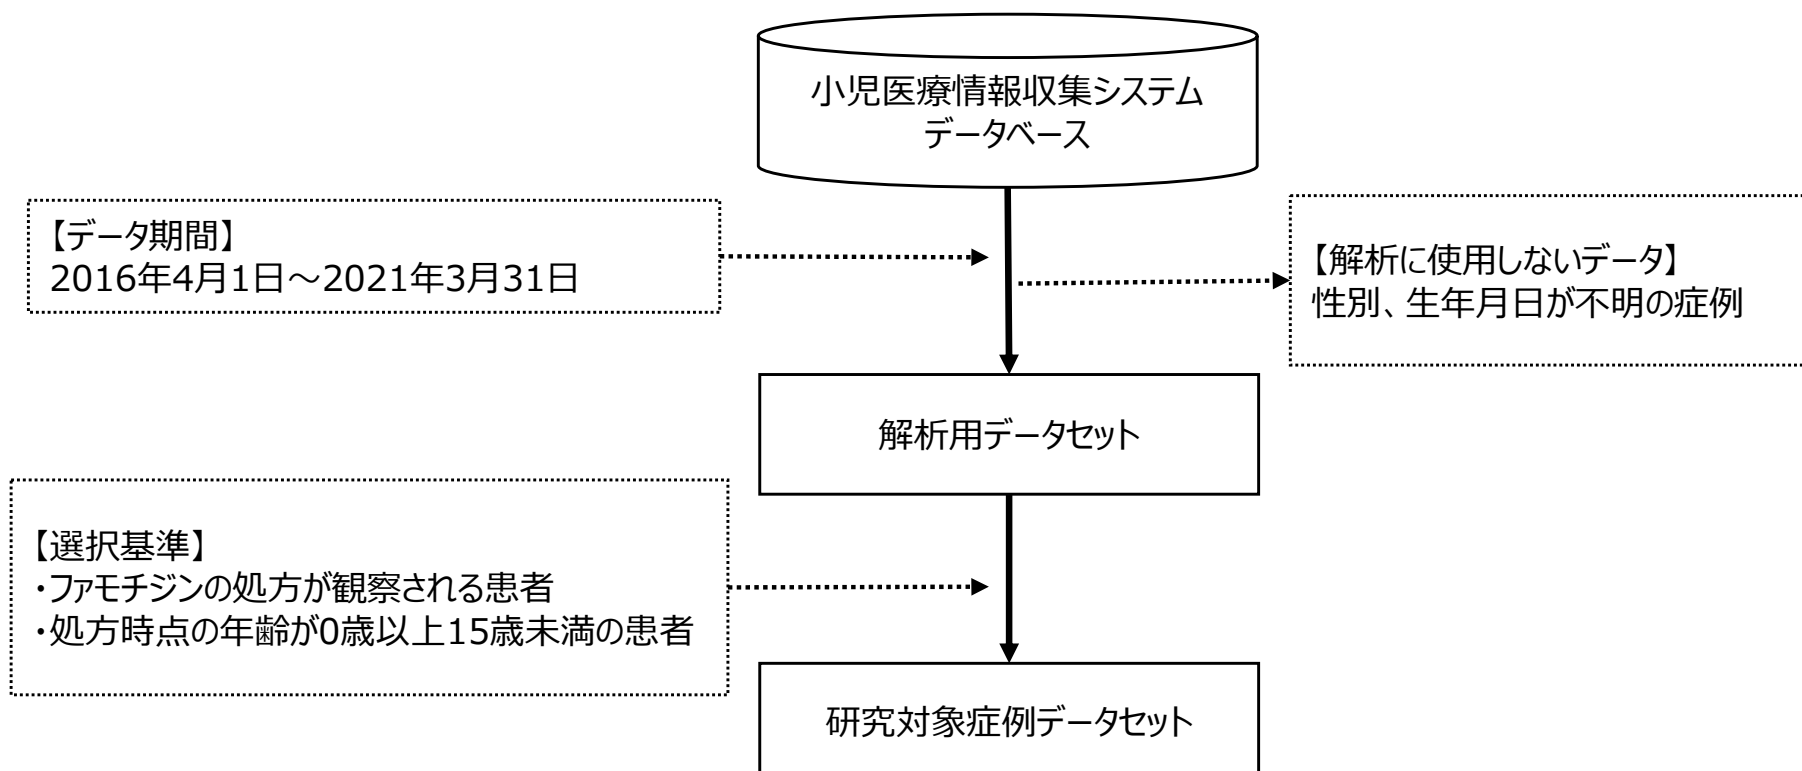 小児医療情報収集システム
データベース
【データ期間】
2016年4月1日～2021年3月31日
【解析に使用しないデータ】
性別、生年月日が不明の症例
解析用データセット
【選択基準】
・ファモチジンの処方が観察される患者
・処方時点の年齢が0歳以上15歳未満の患者
研究対象症例データセット